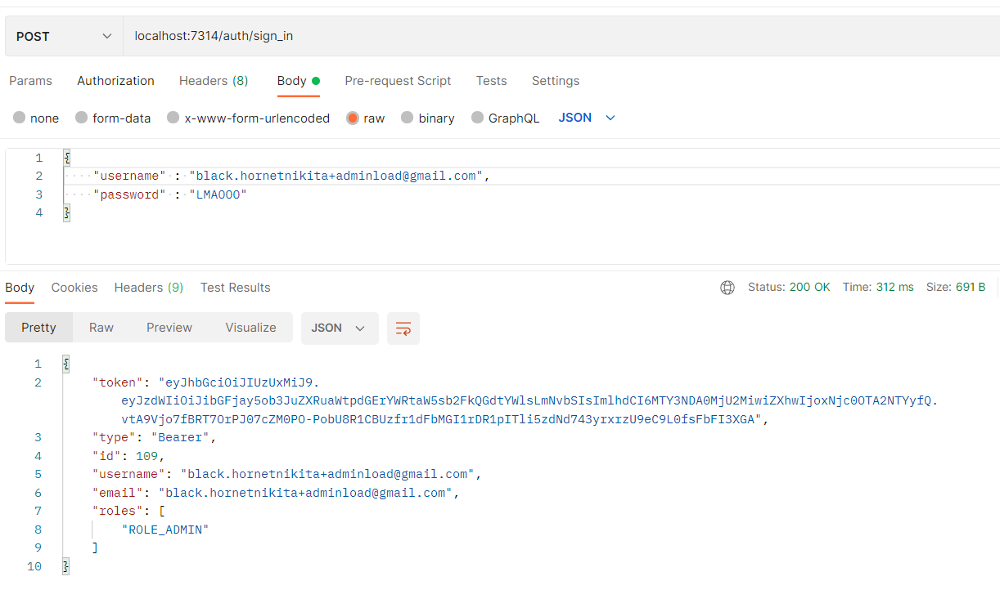 POST localhost:7314/auth/sign_in
Params Authorization Headers (8) Body Pre-request Script Tests Settings
none form-data x-www-form-urlencoded raw binary GraphQL JSON
1 {
2 "username" : "black.hornetnikita+adminload@gmail.com",
3 "password" : "LMAOOO"
4 }
Body Cookies Headers (9) Test Results Status: 200 OK Time: 312 ms Size: 691 B
Pretty Raw Preview Visualize JSON
1 {
2 "token": "eyJhbGciOiJIUzUxMiJ9.
eyJzdWIiOiJibGFjay5ob3JuZXRuaWtpdGErYWRtaW5sb2FkQGdtYWlsLmNvbSIsImlhdCI6MTY3NDA0MjU2MiwiZXhwIjoxNjc0OTA2NTYyfQ.
vtA9Vjo7fBRT7OrPJ07cZM0PO-PobU8R1CBUzfr1dFbMGI1rDR1pITli5zdNd743yrxrzU9eC9L0fsFbFI3XGA",
3 "type": "Bearer",
4 "id": 109,
5 "username": "black.hornetnikita+adminload@gmail.com",
6 "email": "black.hornetnikita+adminload@gmail.com",
7 "roles": [
8 "ROLE_ADMIN"
9 ]
10 }